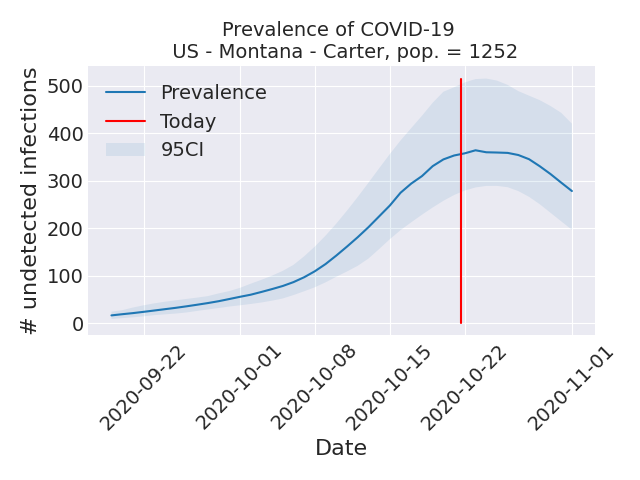 Prevalence of COVID-19
US - Montana - Carter, pop. = 1252
# undetected infections
500
400
300
200
100
0
Prevalence
Today
95CI
2020-09-22
2020-10-01
2020-10-08
2020-10-15
2020-10-22
2020-11-01
Date